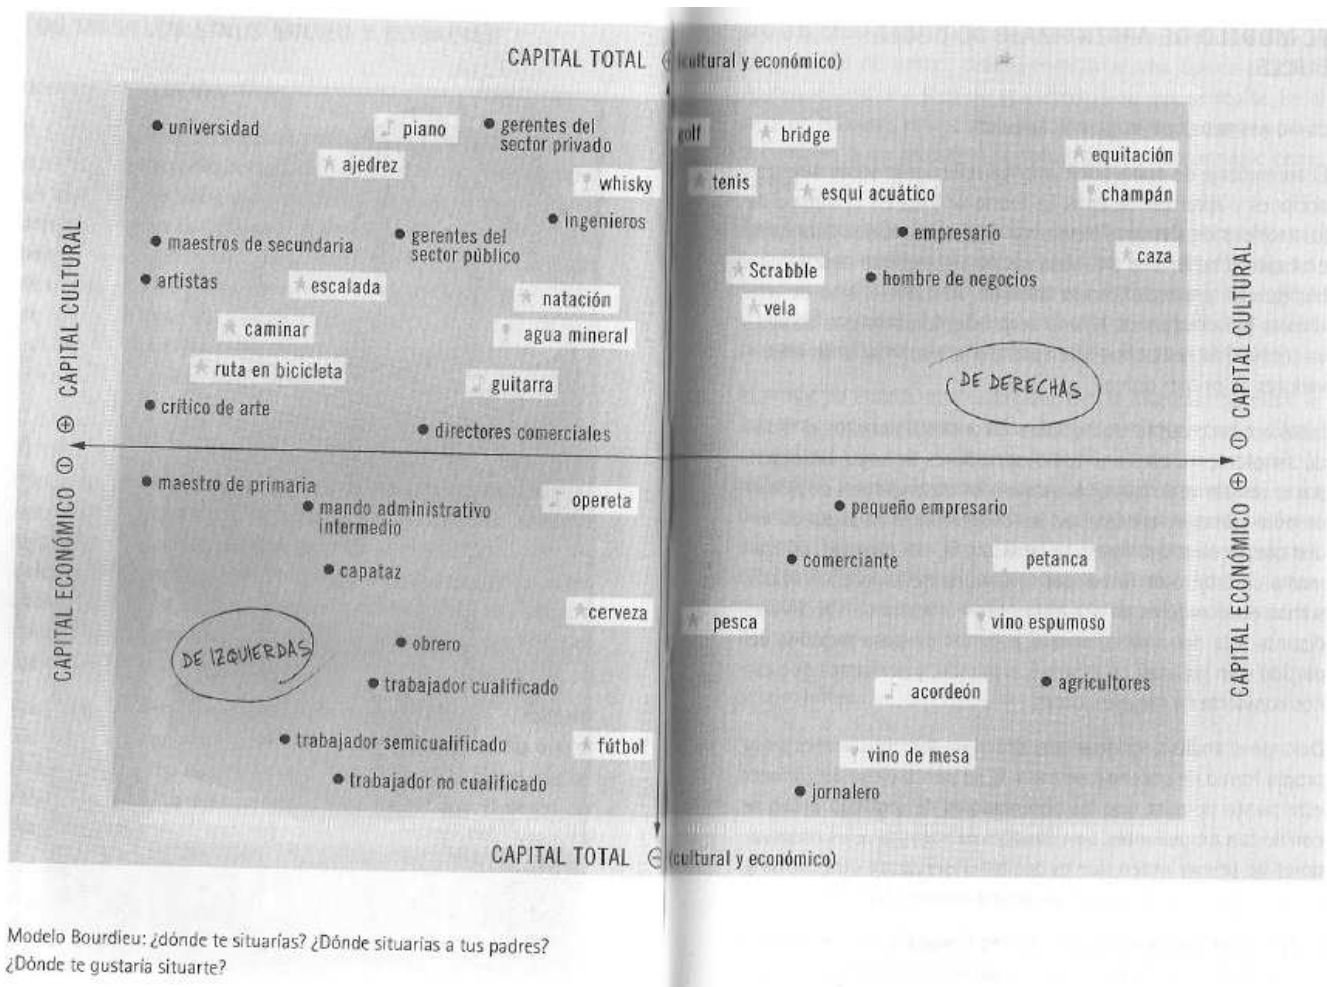 CAPITAL TOTAL ⊕ (cultural y económico)
universidad
piano
gerentes del
sector privado
golf
bridge
ajedrez
equitación
whisky
tenis
esquí acuático
champán
ingenieros
maestros de secundaria
gerentes del
sector público
empresario
caza
artistas
escalada
Scrabble
hombre de negocios
natación
vela
caminar
agua mineral
ruta en bicicleta
guitarra
DE DERECHAS
crítico de arte
directores comerciales
CAPITAL ECONÓMICO ⊖ ⊕ CAPITAL CULTURAL
CAPITAL ECONÓMICO ⊕ ⊖ CAPITAL CULTURAL
maestro de primaria
opereta
mando administrativo
intermedio
pequeño empresario
capataz
comerciante
petanca
cerveza
pesca
vino espumoso
DE IZQUIERDAS
obrero
trabajador cualificado
acordeón
agricultores
trabajador semicualificado
fútbol
vino de mesa
trabajador no cualificado
jornalero
CAPITAL TOTAL ⊖ (cultural y económico)
Modelo Bourdieu: ¿dónde te situarías? ¿Dónde situarías a tus padres?
¿Dónde te gustaría situarte?